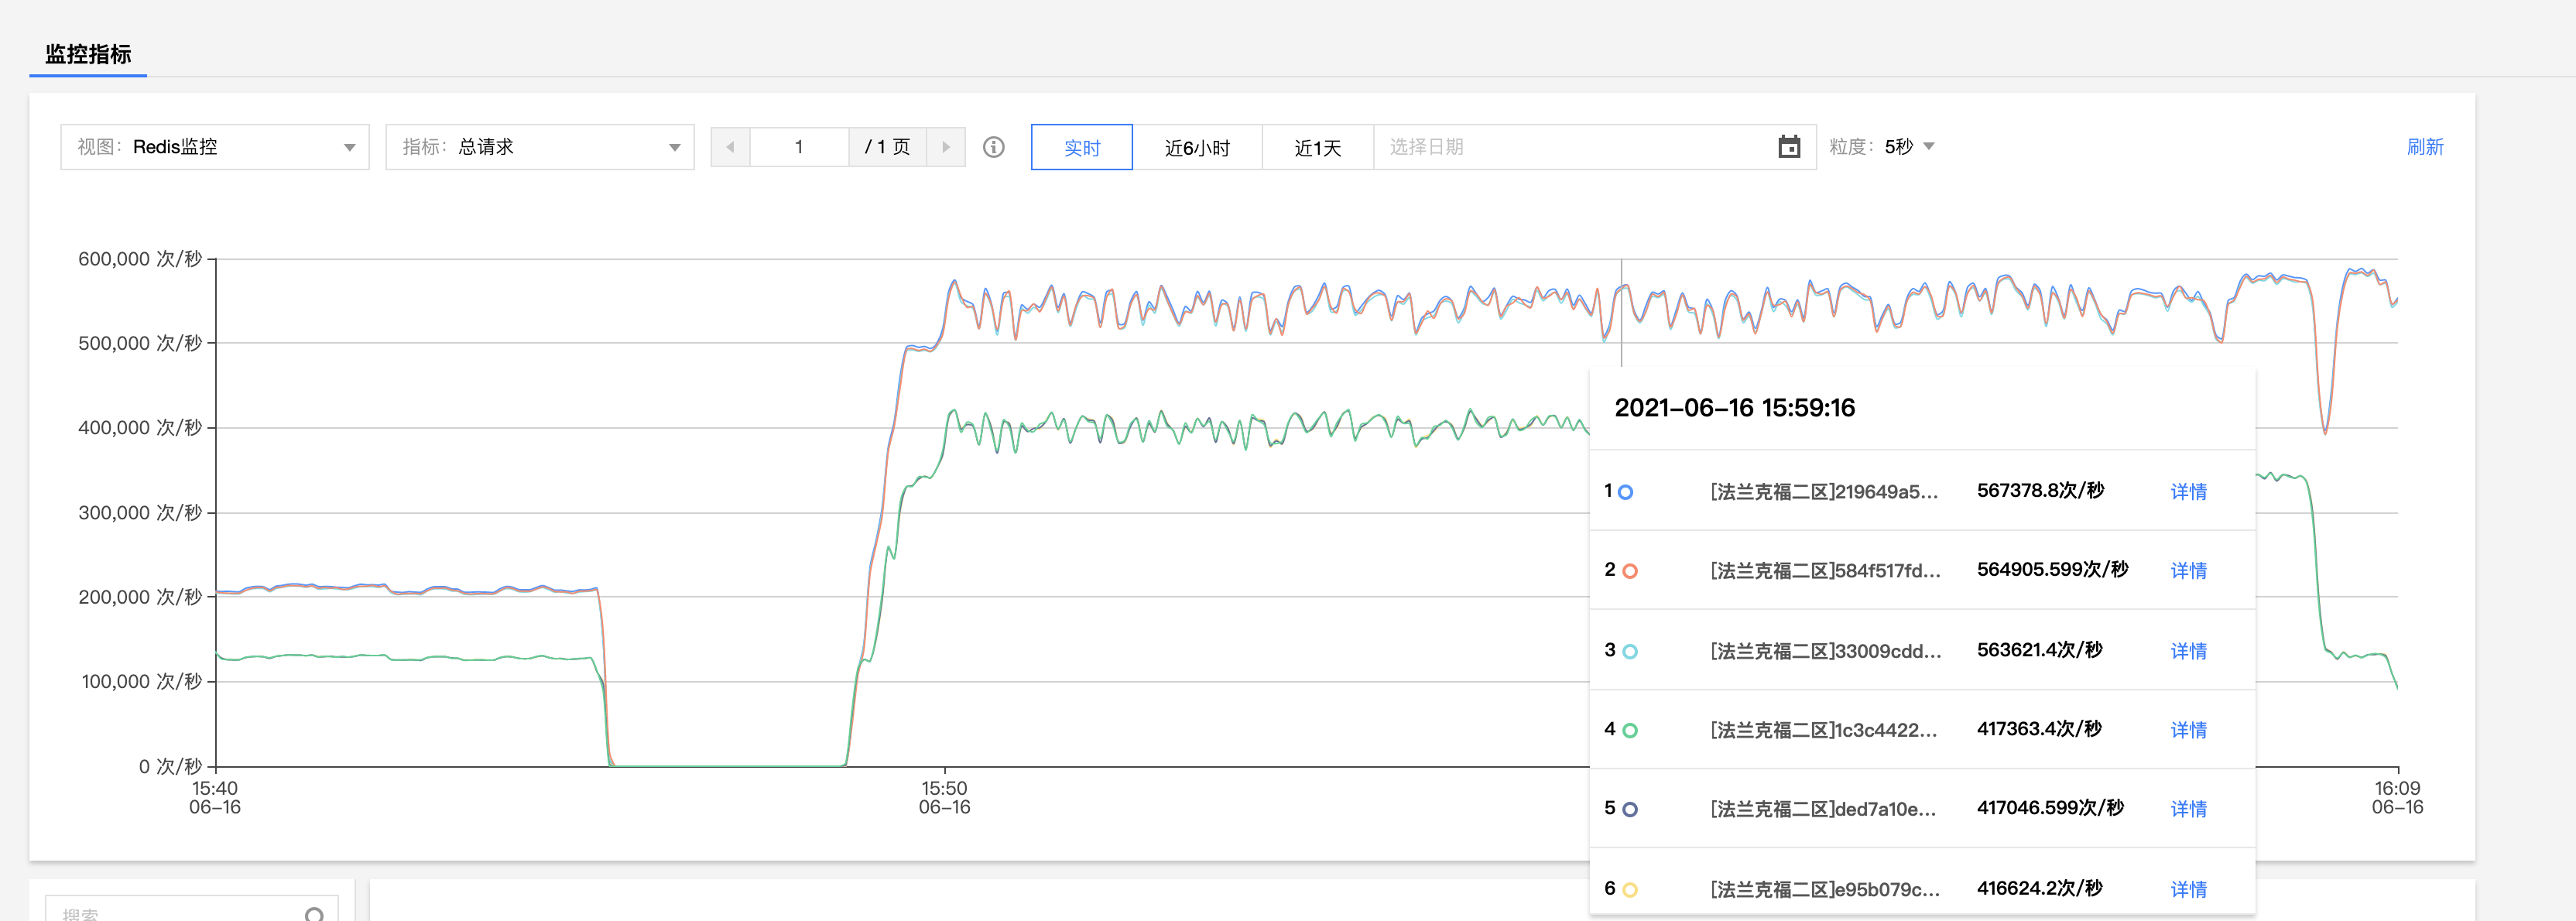 监控指标
视图: Redis监控
指标: 总请求
1 / 1 页
实时 近6小时 近1天 选择日期
粒度: 5秒
刷新
600,000 次/秒
500,000 次/秒
400,000 次/秒
300,000 次/秒
200,000 次/秒
100,000 次/秒
0 次/秒
15:40
06-16
15:50
06-16
16:09
06-16
2021-06-16 15:59:16
1 [法兰克福二区]219649a5... 567378.8次/秒 详情
2 [法兰克福二区]584f517fd... 564905.599次/秒 详情
3 [法兰克福二区]33009cdd... 563621.4次/秒 详情
4 [法兰克福二区]1c3c4422... 417363.4次/秒 详情
5 [法兰克福二区]ded7a10e... 417046.599次/秒 详情
6 [法兰克福二区]e95b079c... 416624.2次/秒 详情
搜索